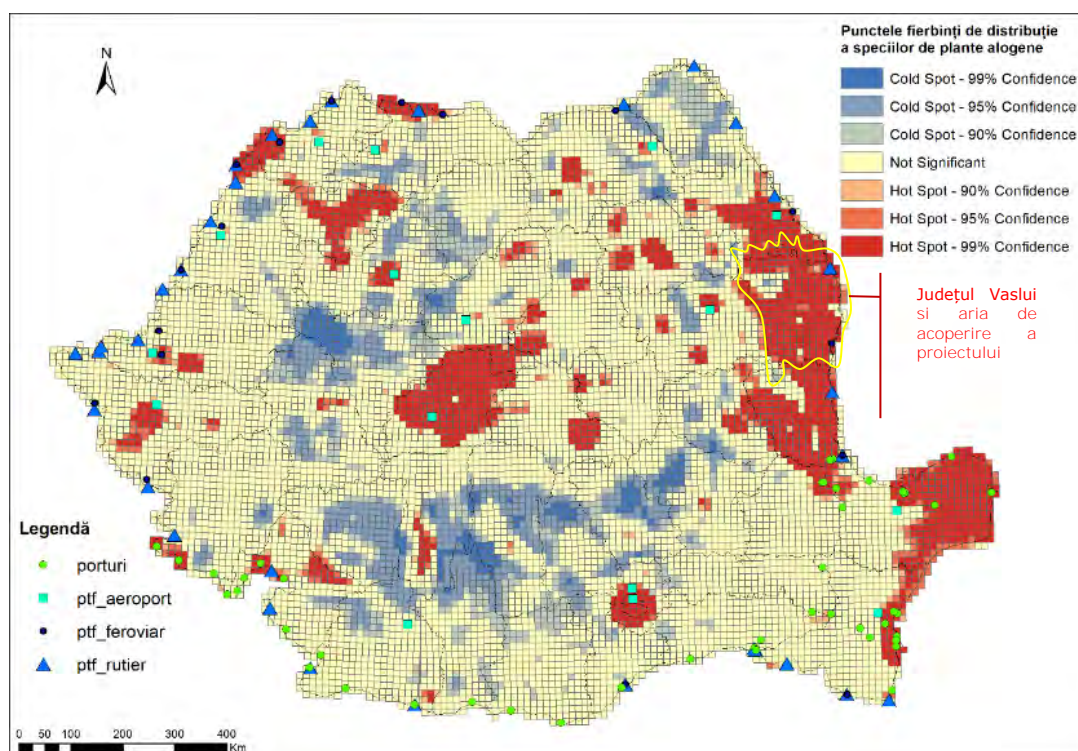 Punctele fierbinți de distribuție
a speciilor de plante alogene
N
Cold Spot - 99% Confidence
Cold Spot - 95% Confidence
Cold Spot - 90% Confidence
Not Significant
Hot Spot - 90% Confidence
Hot Spot - 95% Confidence
Hot Spot - 99% Confidence
Județul Vaslui
si aria de
acoperire a
proiectului
Legendă
porturi
ptf_aeroport
ptf_feroviar
ptf_rutier
0 50 100 200 300 400
Km